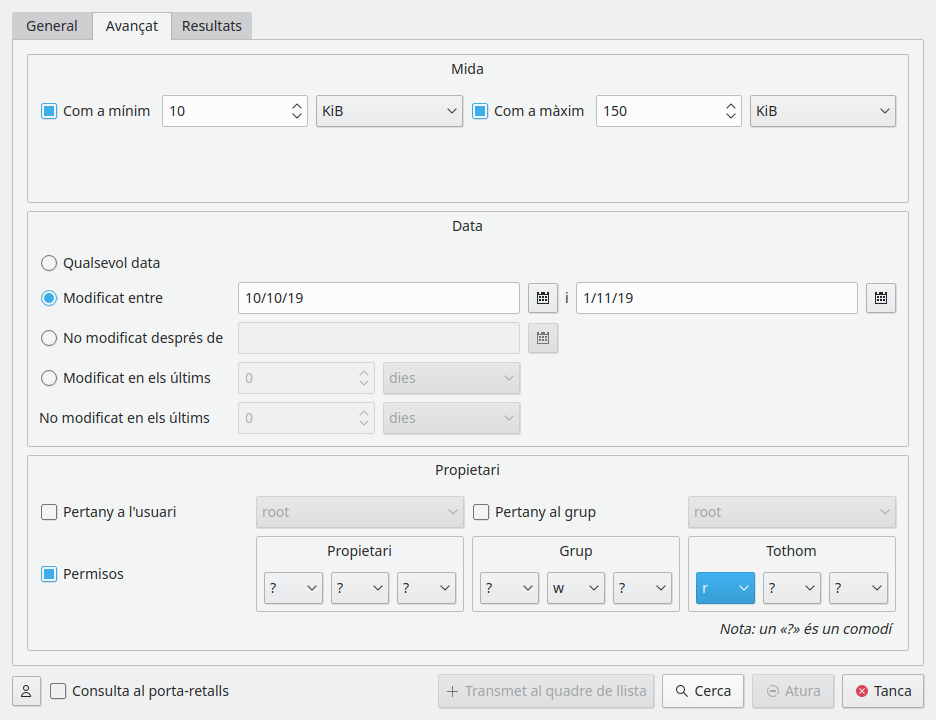 General Avançat Resultats
Mida
Com a mínim 10 KiB Com a màxim 150 KiB
Data
Qualsevol data
Modificat entre 10/10/19 i 1/11/19
No modificat després de
Modificat en els últims 0 dies
No modificat en els últims 0 dies
Propietari
Pertany a l'usuari root Pertany al grup root
Propietari Grup Tothom
Permisos ? ? ? ? w ? r ? ?
Nota: un «?» és un comodí
Consulta al porta-retalls Transmet al quadre de llista Cerca Atura Tanca